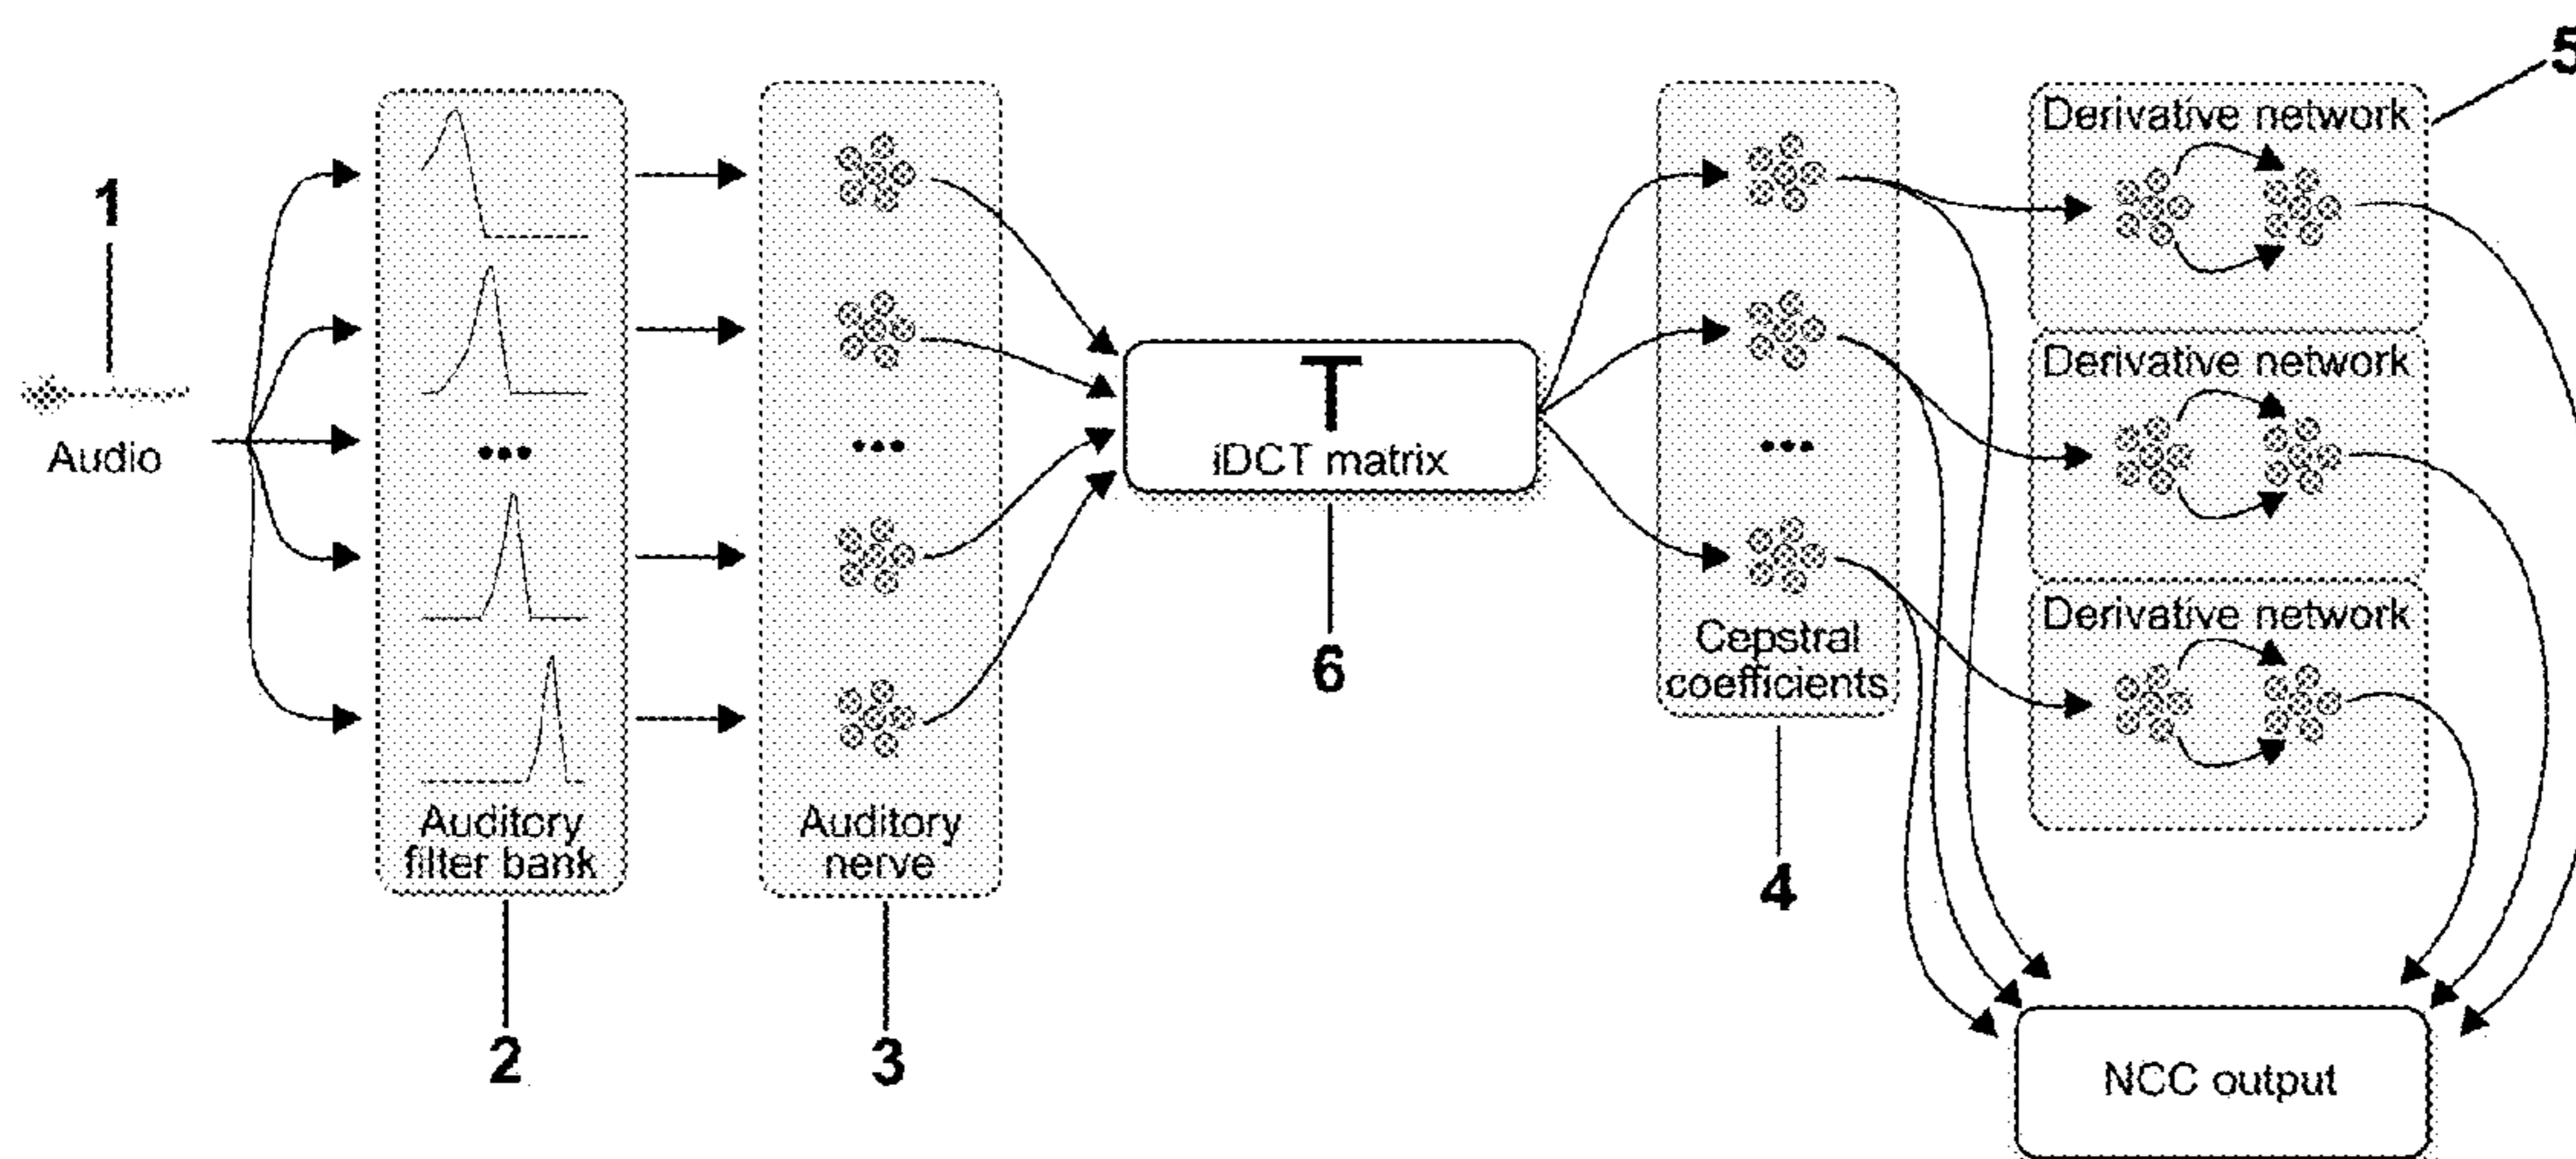 1
Audio
...
Auditory
filter bank
2
...
Auditory
nerve
3
T
iDCT matrix
6
...
Cepstral
coefficients
4
Derivative network
5
Derivative network
Derivative network
NCC output